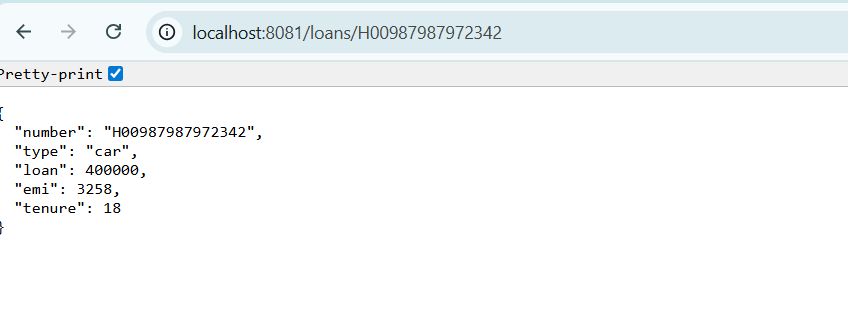 localhost:8081/loans/H00987987972342
Pretty-print
{
  "number": "H00987987972342",
  "type": "car",
  "loan": 400000,
  "emi": 3258,
  "tenure": 18
}